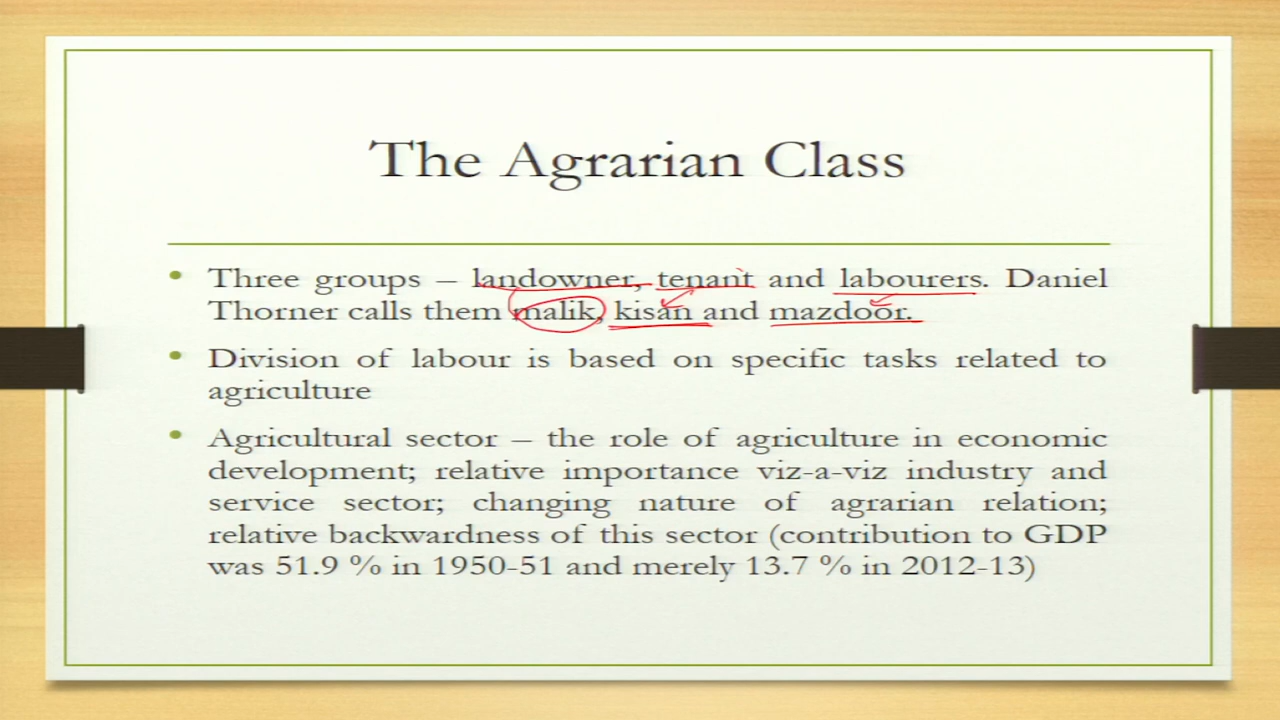 The Agrarian Class
• Three groups – landowner, tenant and labourers. Daniel
Thorner calls them malik, kisan and mazdoor.
• Division of labour is based on specific tasks related to
agriculture
• Agricultural sector – the role of agriculture in economic
development; relative importance viz-a-viz industry and
service sector; changing nature of agrarian relation;
relative backwardness of this sector (contribution to GDP
was 51.9 % in 1950-51 and merely 13.7 % in 2012-13)